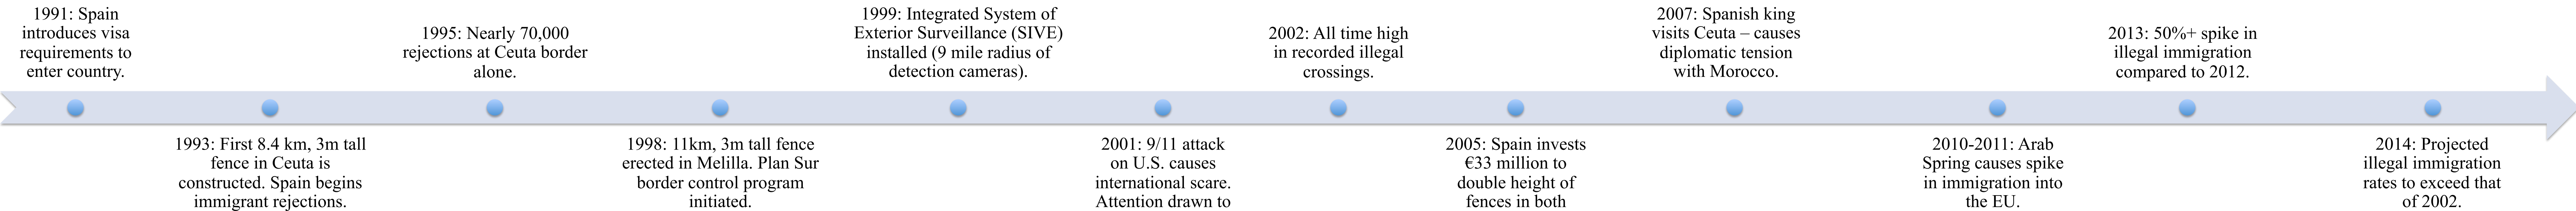 1991: Spain
introduces visa
requirements to
enter country.
1993: First 8.4 km, 3m tall
fence in Ceuta is
constructed. Spain begins
immigrant rejections.
1995: Nearly 70,000
rejections at Ceuta border
alone.
1998: 11km, 3m tall fence
erected in Melilla. Plan Sur
border control program
initiated.
1999: Integrated System of
Exterior Surveillance (SIVE)
installed (9 mile radius of
detection cameras).
2001: 9/11 attack
on U.S. causes
international scare.
Attention drawn to
2002: All time high
in recorded illegal
crossings.
2005: Spain invests
€33 million to
double height of
fences in both
2007: Spanish king
visits Ceuta – causes
diplomatic tension
with Morocco.
2010-2011: Arab
Spring causes spike
in immigration into
the EU.
2013: 50%+ spike in
illegal immigration
compared to 2012.
2014: Projected
illegal immigration
rates to exceed that
of 2002.